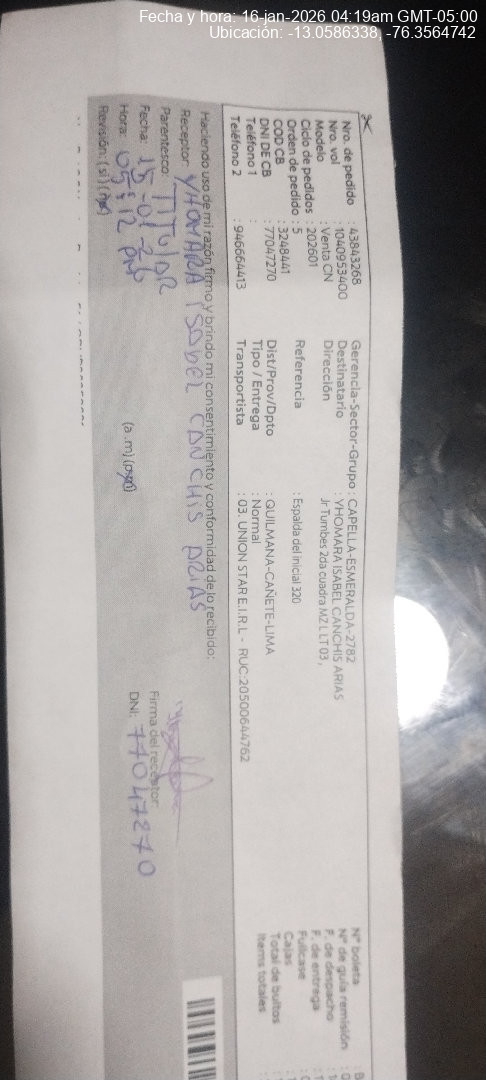 Fecha y hora: 16-jan-2026 04:19am GMT-05:00
Ubicación: -13.0586338, -76.3564742
Nro. de pedido : 43843268
Nro. vol : 1040953400
Modelo : Venta CN
Ciclo de pedidos : 202601
Orden de pedido : 5
COD CB : 3248441
DNI DE CB : 77047270
Teléfono 1 :
Teléfono 2 : 946664413
Gerencia-Sector-Grupo : CAPELLA-ESMERALDA-2782
Destinatario : YHOMARA ISABEL CANCHIS ARIAS
Dirección : Jr Tumbes 2da cuadra MZ L LT 03 ,
Referencia : Espalda del inicial 320
Dist/Prov/Dpto : QUILMANA-CAÑETE-LIMA
Tipo / Entrega : Normal
Transportista : 03. UNION STAR E.I.R.L - RUC:20500644762
N° boleta : B
N° de guía remisión :
F. de despacho :
F. de entrega :
Fullcase :
Cajas :
Total de bultos :
Items totales :
Haciendo uso de mi razón firmo y brindo mi consentimiento y conformidad de lo recibido:
Receptor: YHOMARA ISABEL CANCHIS ARIAS
Parentesco: TITULAR
Firma del receptor:
Fecha: 15-01-26
DNI: 77047270
Hora: 05:12 pm (a.m) (p.m)
Revisión: (si) (no)